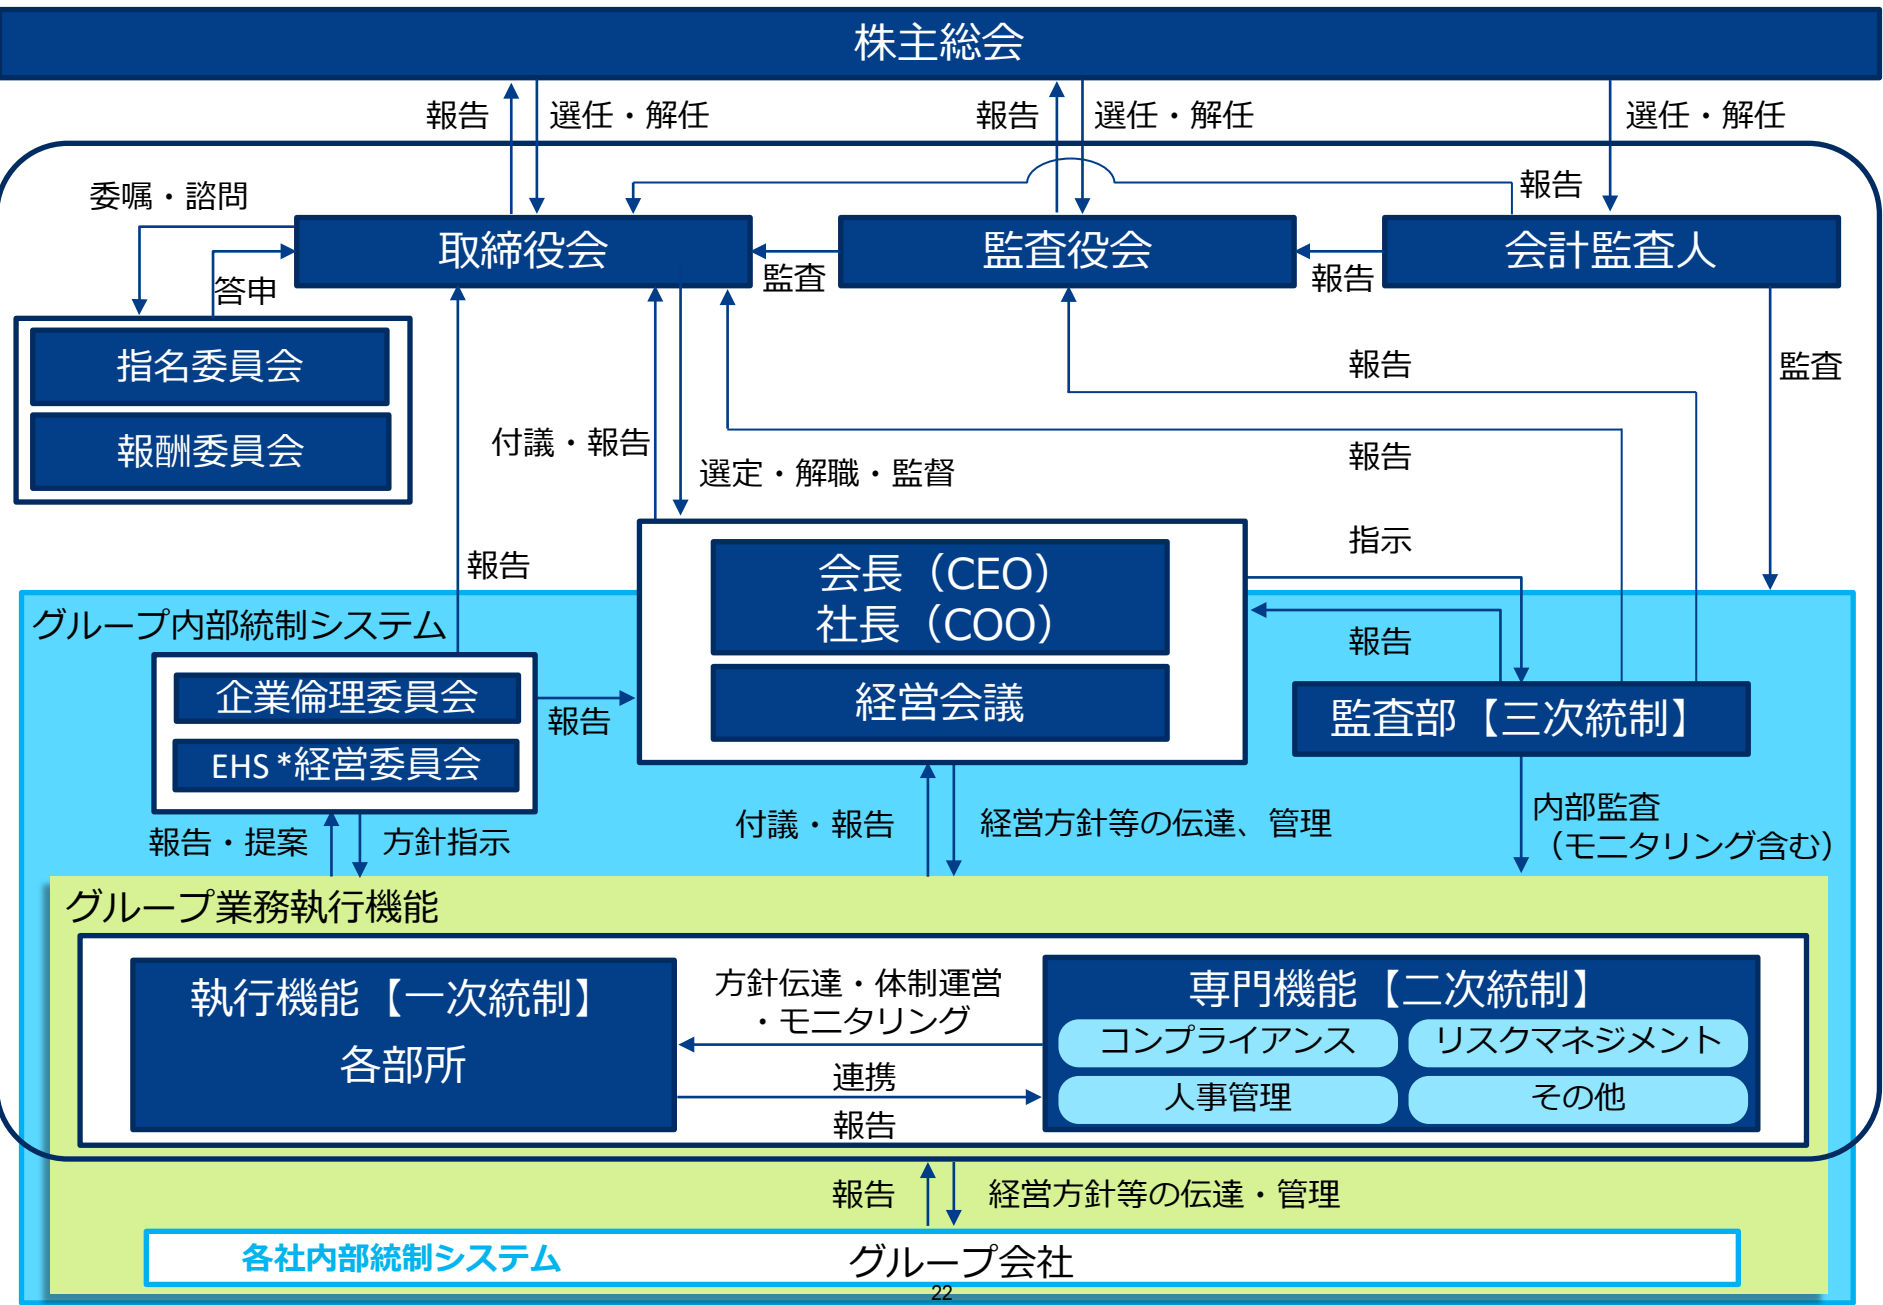 株主総会
報告
選任・解任
報告
選任・解任
選任・解任
委嘱・諮問
報告
取締役会
監査役会
会計監査人
監査
報告
答申
指名委員会
報酬委員会
報告
監査
付議・報告
報告
選定・解職・監督
指示
報告
会長（CEO）
社長（COO）
経営会議
グループ内部統制システム
報告
企業倫理委員会
EHS*経営委員会
報告
監査部【三次統制】
報告・提案
方針指示
付議・報告
経営方針等の伝達、管理
内部監査
（モニタリング含む）
グループ業務執行機能
執行機能【一次統制】
各部所
方針伝達・体制運営
・モニタリング
連携
報告
専門機能【二次統制】
コンプライアンス
リスクマネジメント
人事管理
その他
報告
経営方針等の伝達・管理
各社内部統制システム
グループ会社
22